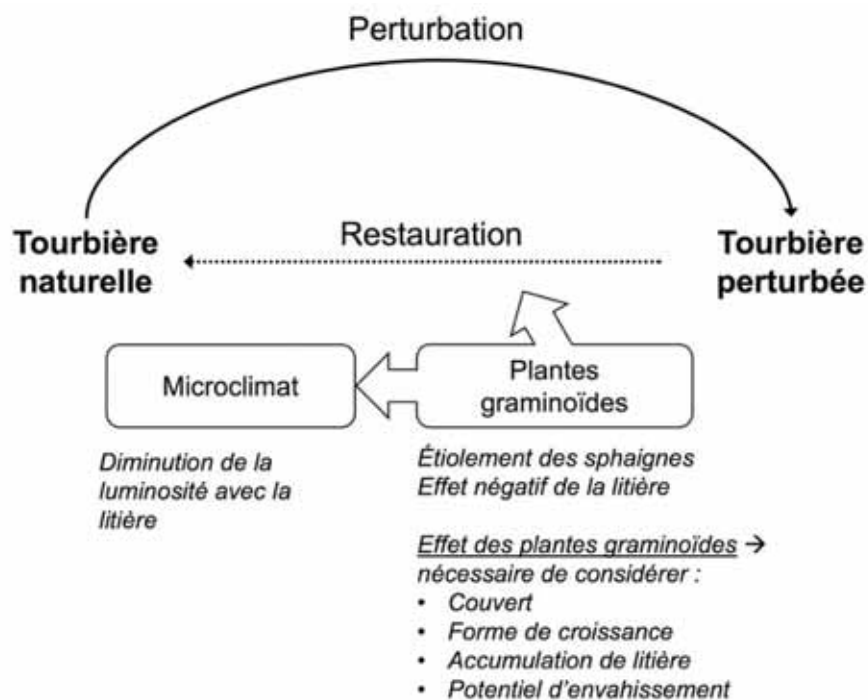 Perturbation
Restauration
Tourbière
naturelle
Tourbière
perturbée
Microclimat
Plantes
graminoïdes
Diminution de la
luminosité avec la
litière
Étiolement des sphaignes
Effet négatif de la litière
Effet des plantes graminoïdes →
nécessaire de considérer :
• Couvert
• Forme de croissance
• Accumulation de litière
• Potentiel d'envahissement